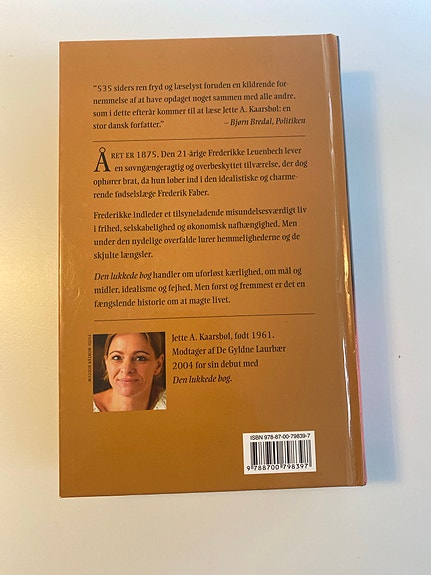 "535 siders ren fryd og læselyst foruden en kildrende for-
nemmelse af at have opdaget noget sammen med alle andre,
som i dette efterår kommer til at læse Jette A. Kaarsbøl: en
stor dansk forfatter."
– Bjørn Bredal, Politiken
ÅRET ER 1875. Den 21-årige Frederikke Leuenbech lever
en søvngængeragtig og overbeskyttet tilværelse, der dog
ophører brat, da hun løber ind i den idealistiske og charme-
rende fødselslæge Frederik Faber.
Frederikke indleder et tilsyneladende misundelsesværdigt liv
i frihed, selskabelighed og økonomisk uafhængighed. Men
under den nydelige overflade lurer hemmelighederne og de
skjulte længsler.
Den lukkede bog handler om uforløst kærlighed, om mål og
midler, idealisme og fejhed. Men først og fremmest er det en
fængslende historie om at magte livet.
Jette A. Kaarsbøl, født 1961.
Modtager af De Gyldne Laurbær
2004 for sin debut med
Den lukkede bog.
ISBN 978-87-00-79839-7
9 788700 798397